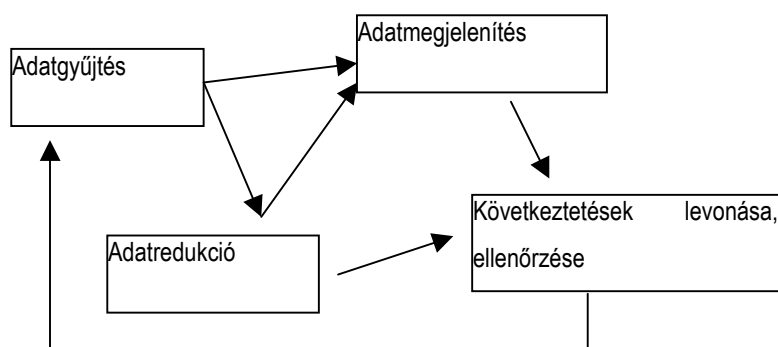 Adatmegjelenítés
Adatgyűjtés
Következtetések levonása,
ellenőrzése
Adatredukció